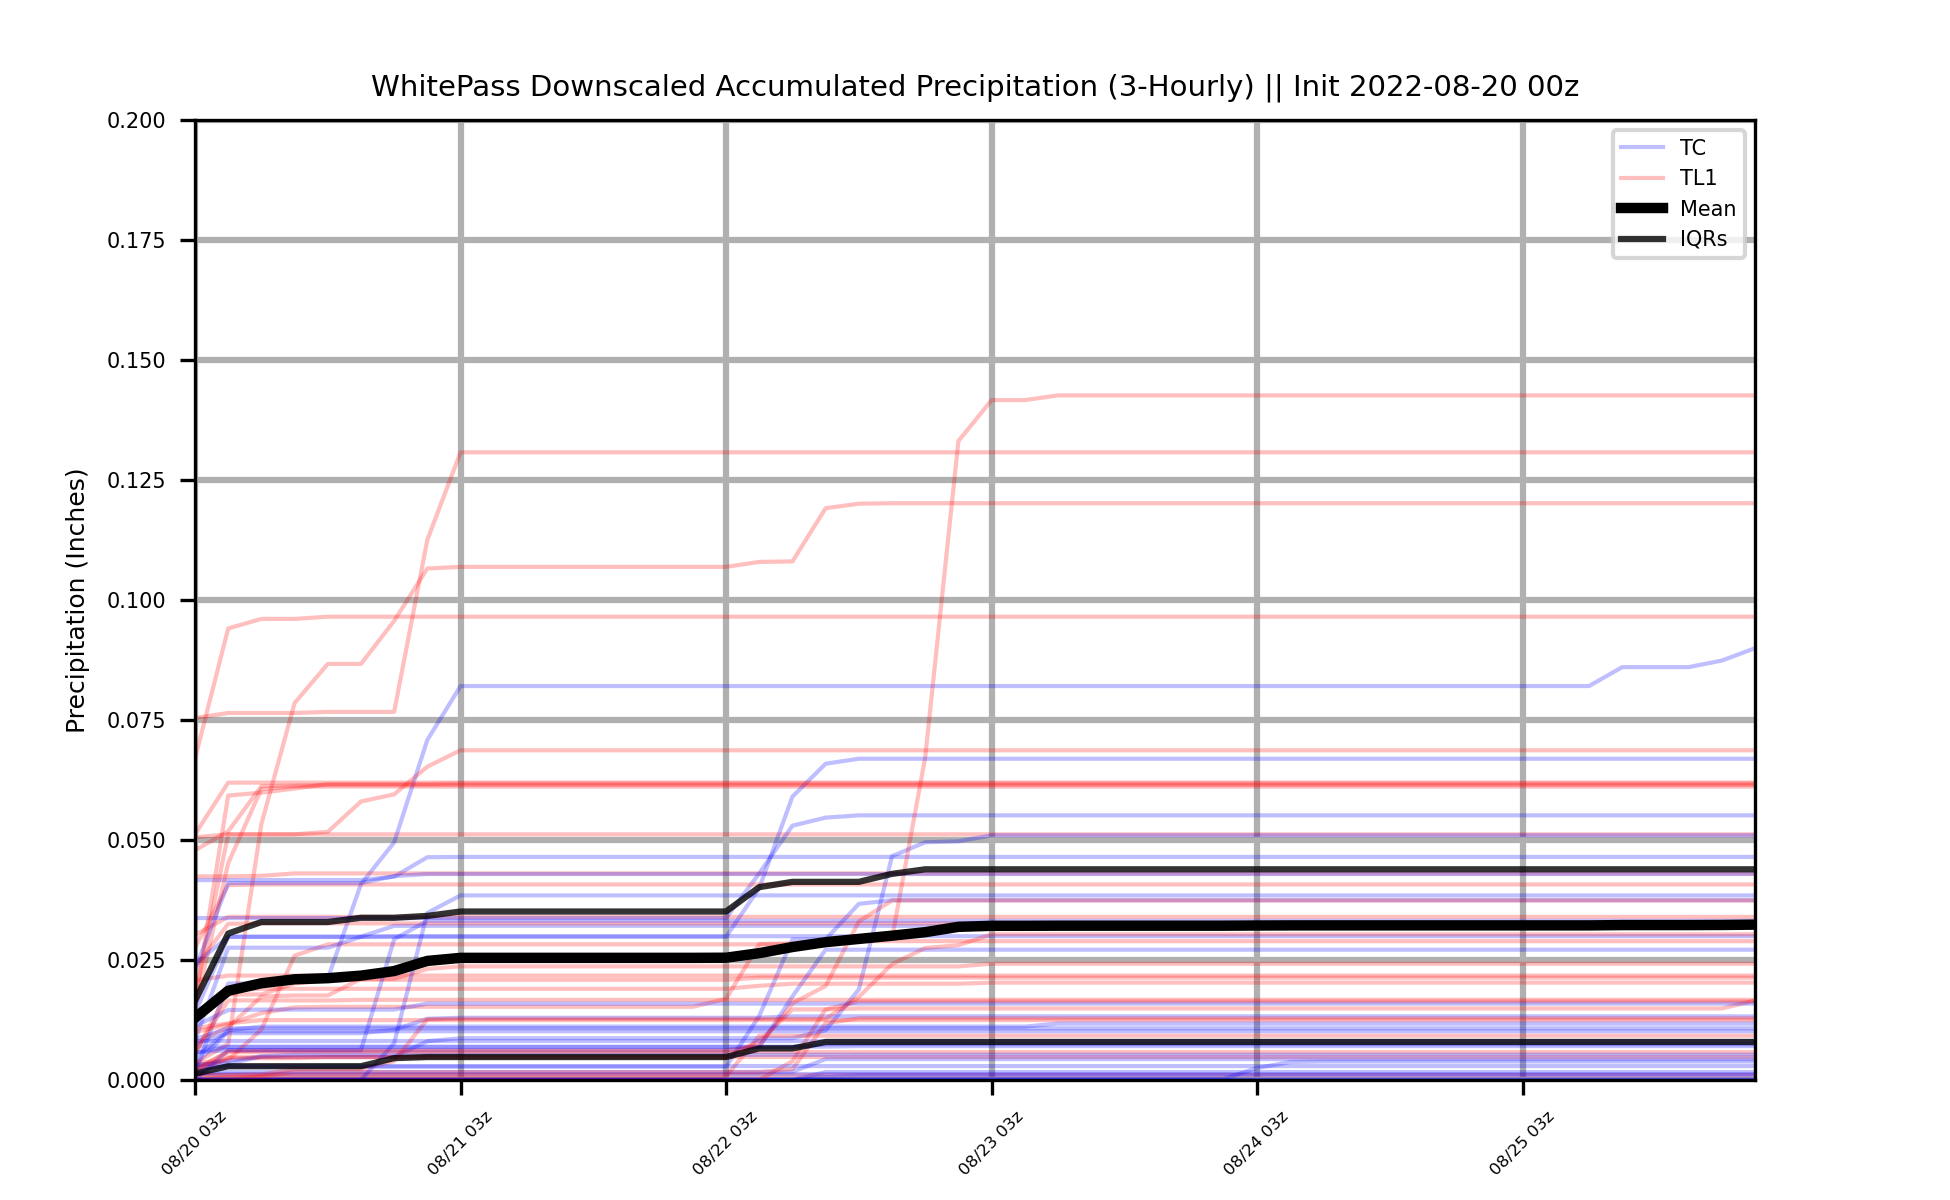 WhitePass Downscaled Accumulated Precipitation (3-Hourly) || Init 2022-08-20 00z
TC
TL1
Mean
IQRs
Precipitation (Inches)
0.200
0.175
0.150
0.125
0.100
0.075
0.050
0.025
0.000
08/20 03z
08/21 03z
08/22 03z
08/23 03z
08/24 03z
08/25 03z